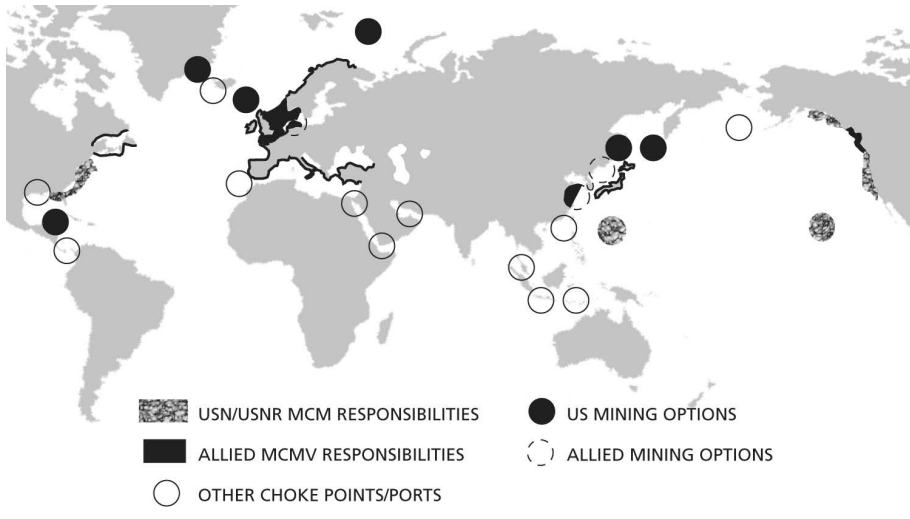 USN/USNR MCM RESPONSIBILITIES
US MINING OPTIONS
ALLIED MCMV RESPONSIBILITIES
ALLIED MINING OPTIONS
OTHER CHOKE POINTS/PORTS